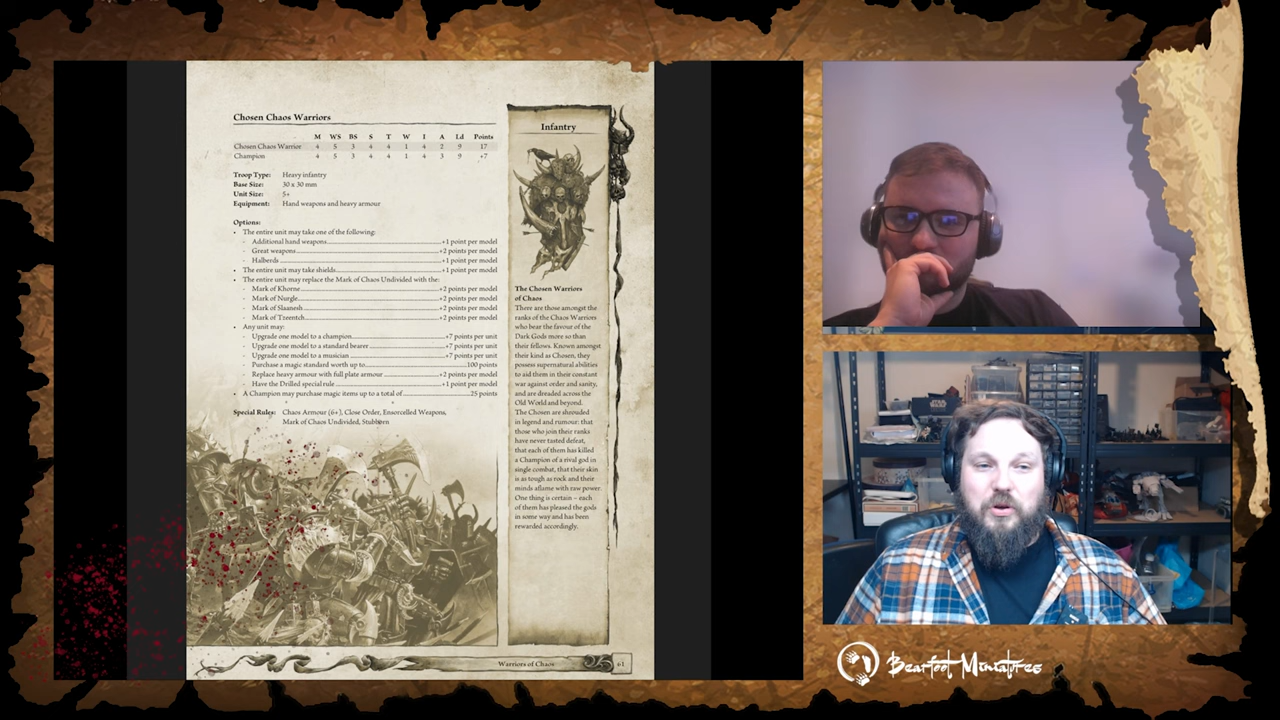 Chosen Chaos Warriors
M WS BS S T W I A Ld Points
Chosen Chaos Warrior 4 5 3 4 4 1 4 2 9 17
Champion 4 5 3 4 4 1 4 3 9 +7
Troop Type: Heavy infantry
Base Size: 30 x 30 mm
Unit Size: 5+
Equipment: Hand weapons and heavy armour
Options:
• The entire unit may take one of the following:
- Additional hand weapons...+1 point per model
- Great weapons...+2 points per model
- Halberds...+1 point per model
• The entire unit may take shields...+1 point per model
• The entire unit may replace the Mark of Chaos Undivided with the:
- Mark of Khorne...+2 points per model
- Mark of Nurgle...+2 points per model
- Mark of Slaanesh...+2 points per model
- Mark of Tzeentch...+2 points per model
• Any unit may:
- Upgrade one model to a champion...+7 points per unit
- Upgrade one model to a standard bearer...+7 points per unit
- Upgrade one model to a musician...+7 points per unit
- Purchase a magic standard worth up to...100 points
- Replace heavy armour with full plate armour...+2 points per model
- Have the Drilled special rule...+1 point per model
• A Champion may purchase magic items up to a total of...25 points
Special Rules: Chaos Armour (6+), Close Order, Ensorcelled Weapons,
Mark of Chaos Undivided, Stubborn
Infantry
The Chosen Warriors
of Chaos
There are those amongst the
ranks of the Chaos Warriors
who bear the favour of the
Dark Gods more so than
their fellows. Known amongst
their kind as Chosen, they
possess supernatural abilities
to aid them in their constant
war against order and sanity,
and are dreaded across the
Old World and beyond.
The Chosen are shrouded
in legend and rumour: that
those who join their ranks
have never tasted defeat,
that each of them has killed
a Champion of a rival god in
single combat, that their skin
is as tough as rock and their
minds aflame with raw power.
One thing is certain – each
of them has pleased the gods
in some way and has been
rewarded accordingly.
Warriors of Chaos
61
Bearfoot Miniatures